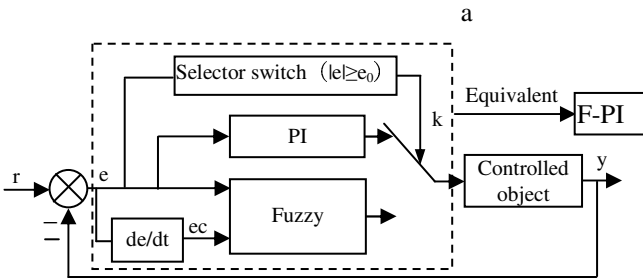 a
Selector switch（|e|≥e₀）
Equivalent
F-PI
k
PI
r
e
Controlled
object
y
Fuzzy
de/dt
ec